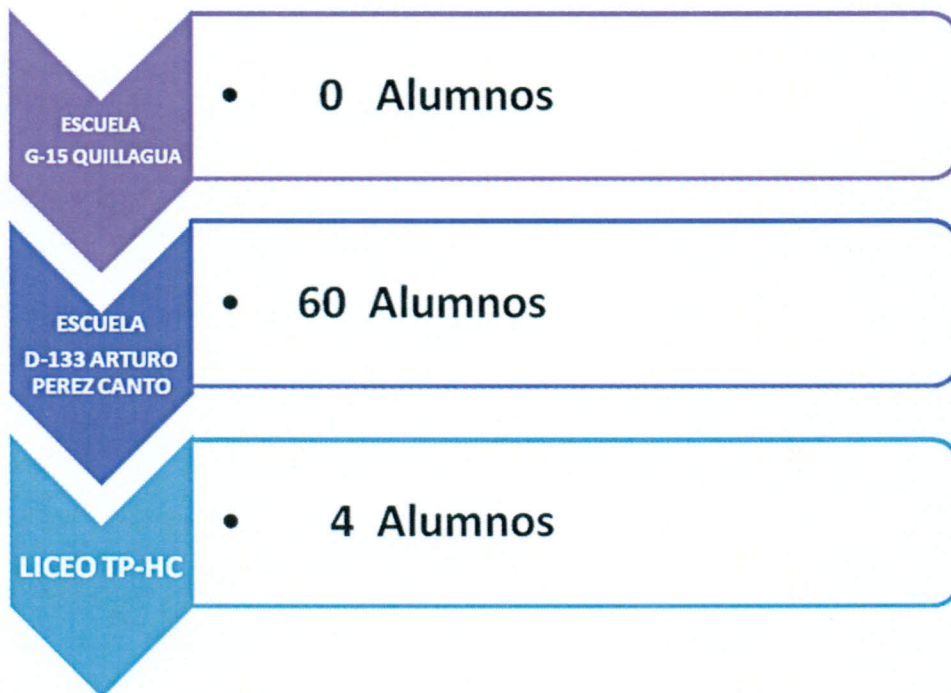 ESCUELA
G-15 QUILLAGUA
• 0 Alumnos
ESCUELA
D-133 ARTURO
PEREZ CANTO
• 60 Alumnos
LICEO TP-HC
• 4 Alumnos